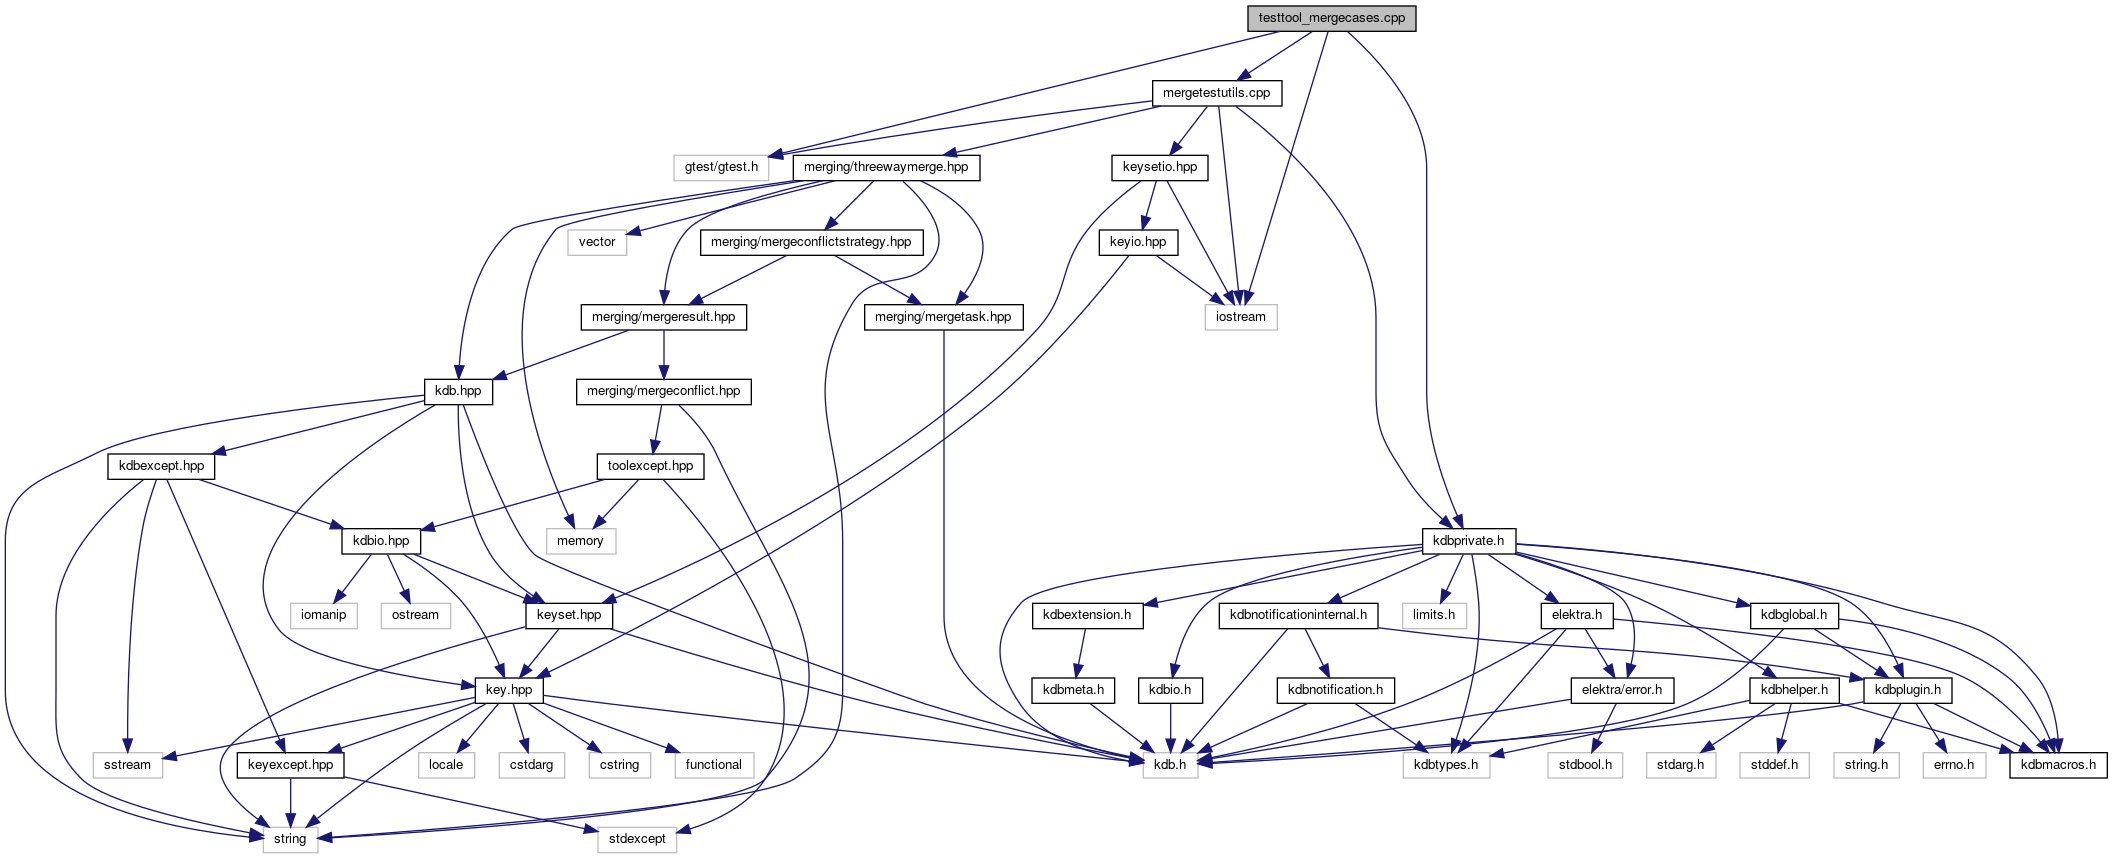 testtool_mergecases.cpp
mergetestutils.cpp
gtest/gtest.h
merging/threewaymerge.hpp
keysetio.hpp
vector
merging/mergeconflictstrategy.hpp
keyio.hpp
merging/mergeresult.hpp
merging/mergetask.hpp
iostream
kdb.hpp
merging/mergeconflict.hpp
kdbexcept.hpp
toolexcept.hpp
kdbio.hpp
memory
kdbprivate.h
iomanip
ostream
keyset.hpp
kdbextension.h
kdbnotificationinternal.h
limits.h
elektra.h
kdbglobal.h
key.hpp
kdbmeta.h
kdbio.h
kdbnotification.h
elektra/error.h
kdbhelper.h
kdbplugin.h
sstream
keyexcept.hpp
locale
cstdarg
cstring
functional
kdb.h
kdbtypes.h
stdbool.h
stdarg.h
stddef.h
string.h
errno.h
kdbmacros.h
string
stdexcept